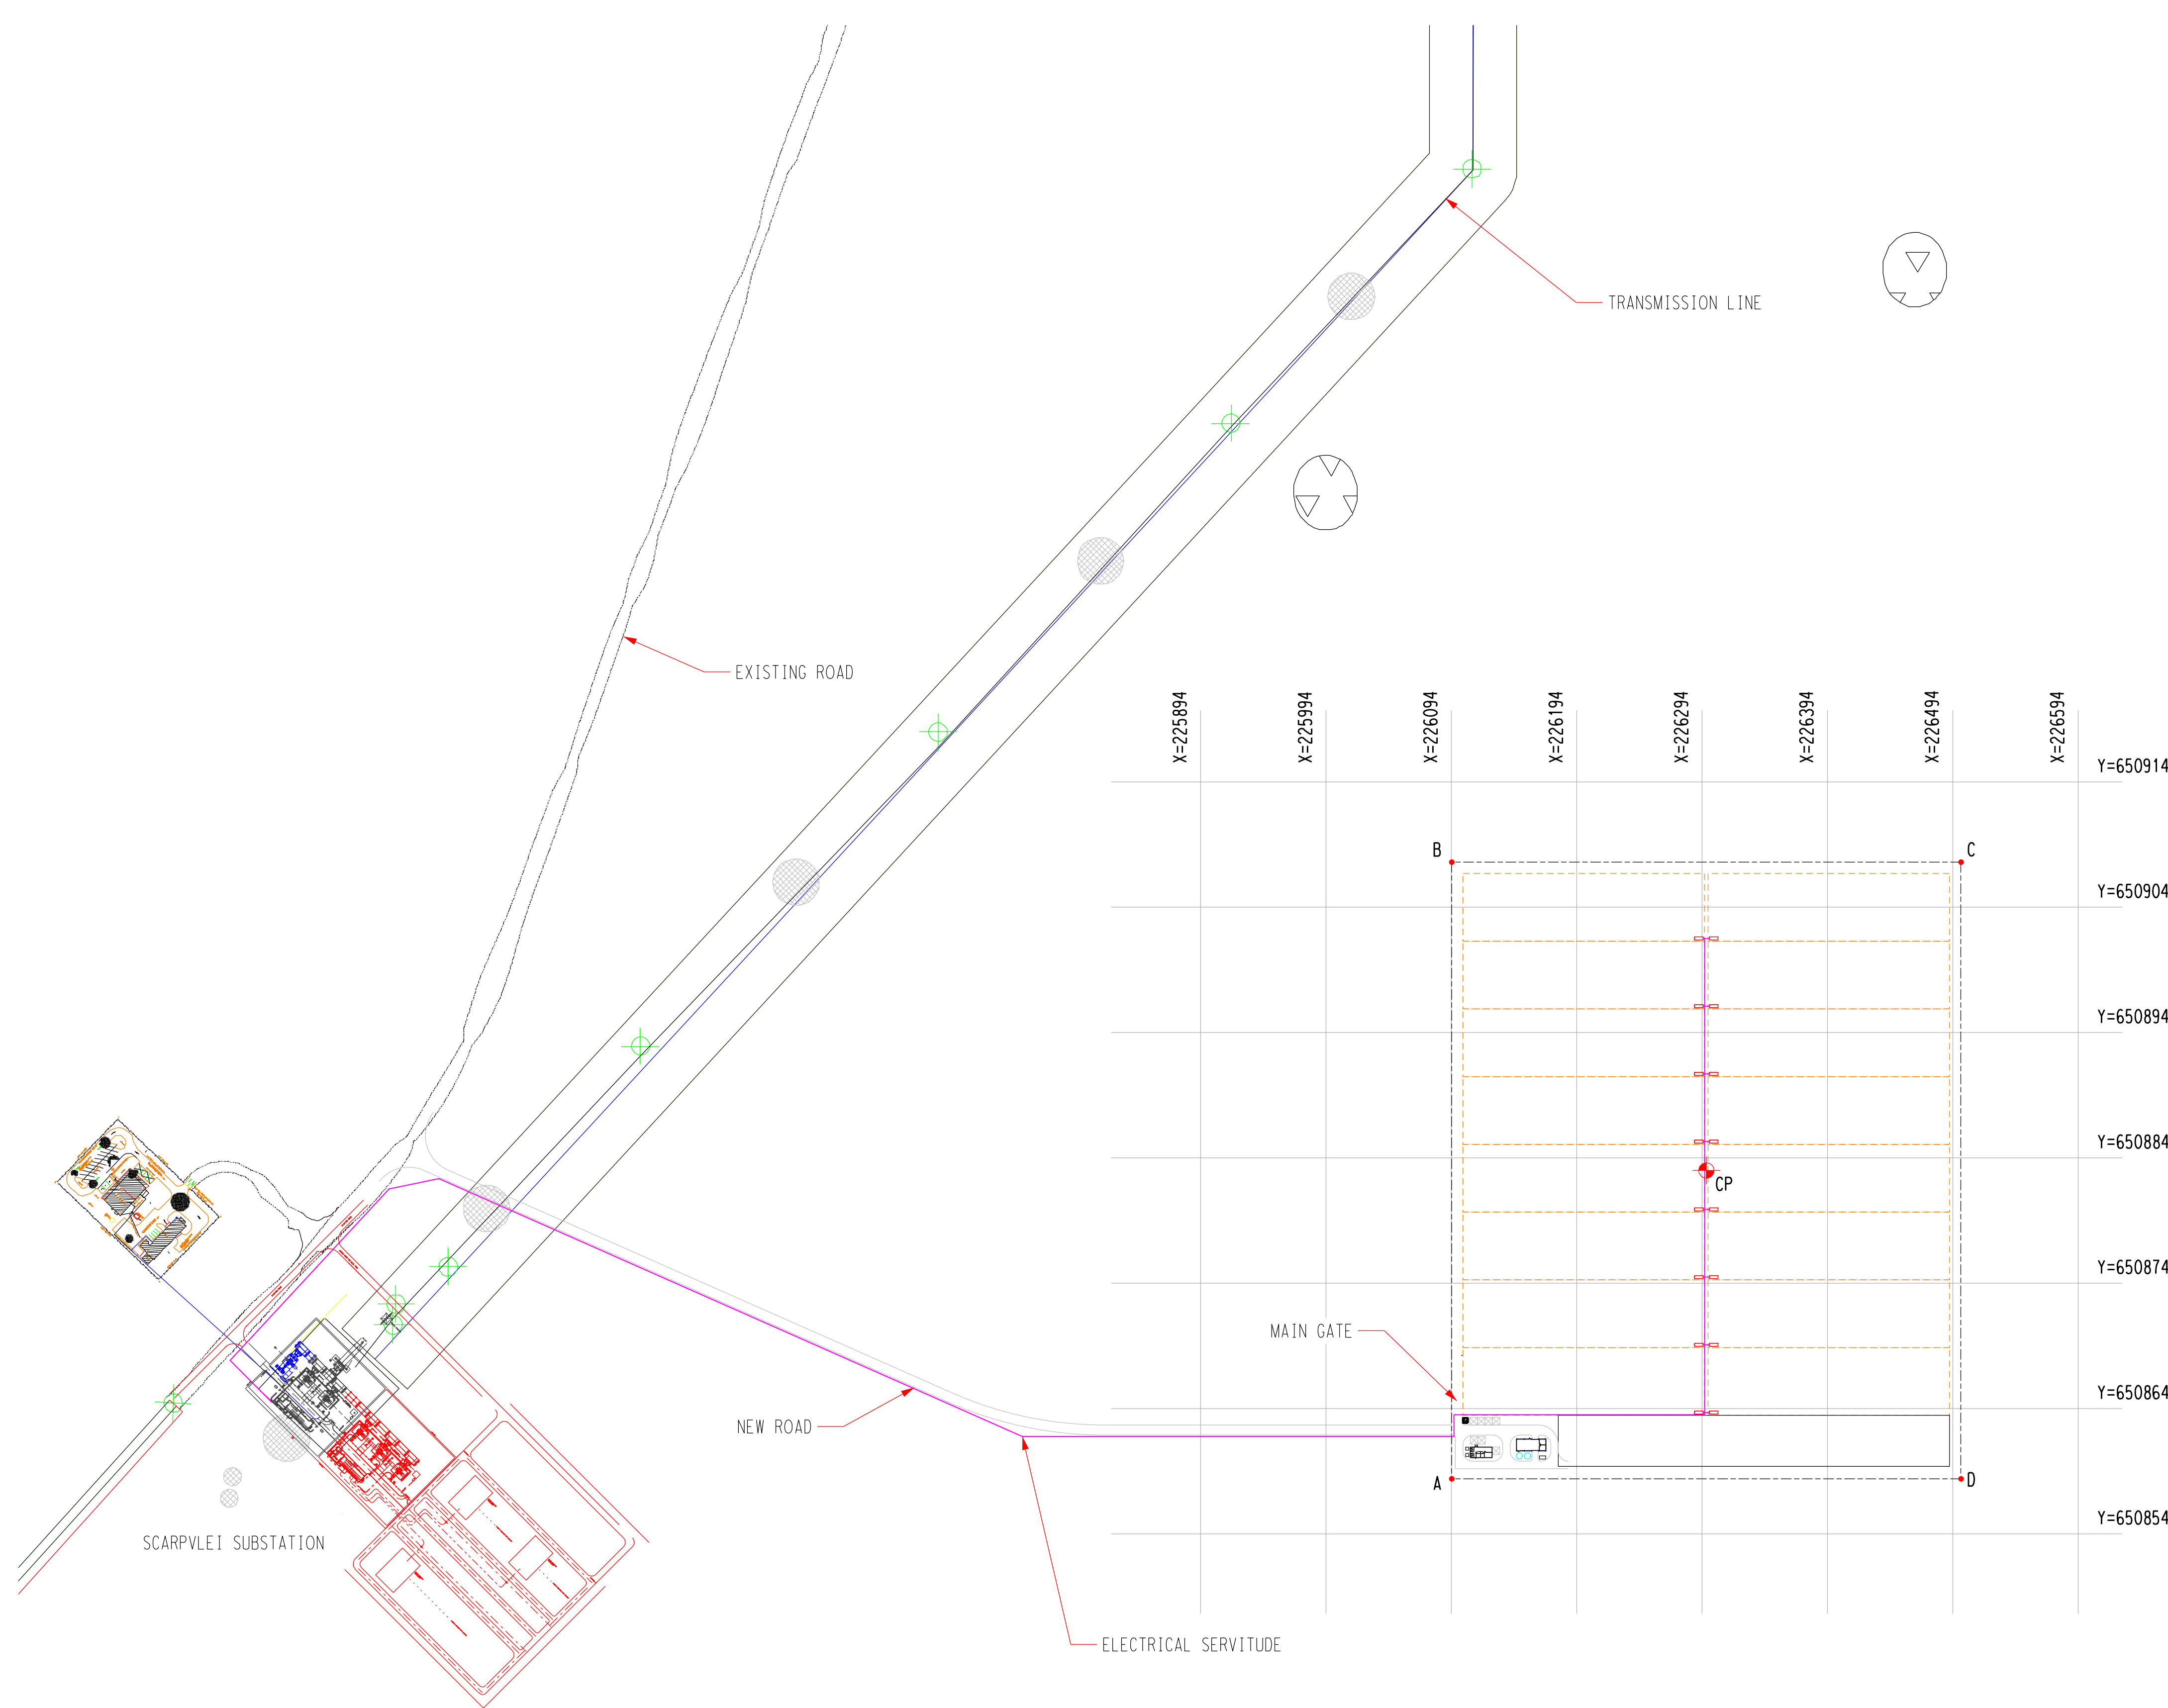 TRANSMISSION LINE
EXISTING ROAD
X=225894
X=225994
X=226094
X=226194
X=226294
X=226394
X=226494
X=226594
Y=650914
B
C
Y=650904
Y=650894
Y=650884
CP
Y=650874
MAIN GATE
Y=650864
NEW ROAD
A
D
Y=650854
SCARPVLEI SUBSTATION
ELECTRICAL SERVITUDE